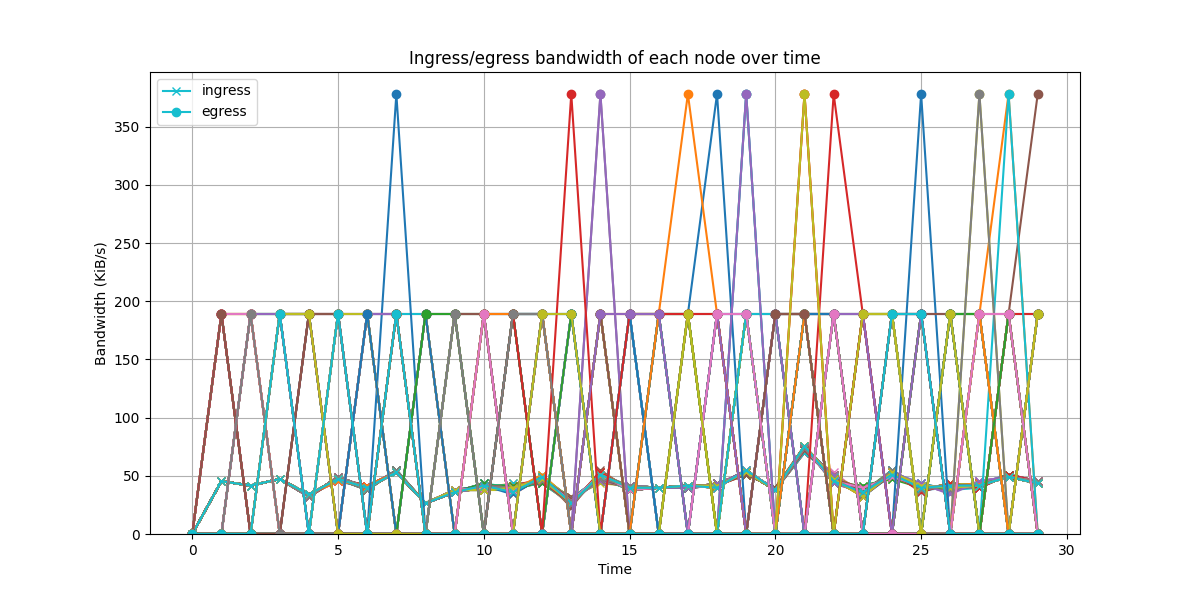 Ingress/egress bandwidth of each node over time
ingress
egress
Bandwidth (KiB/s)
350
300
250
200
150
100
50
0
0 5 10 15 20 25 30
Time